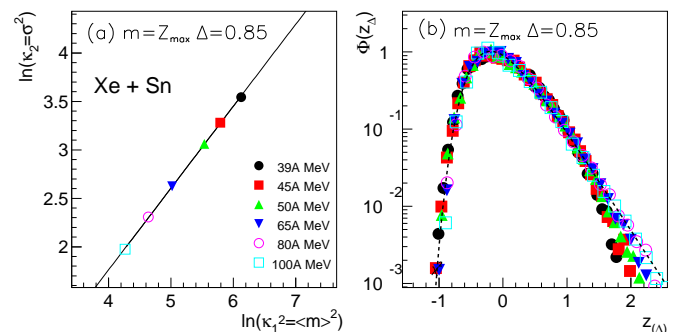 (a) m=Zmax Δ=0.85
ln(κ₂=σ²)
Xe + Sn
4
3.5
3
2.5
2
39A MeV
45A MeV
50A MeV
65A MeV
80A MeV
100A MeV
4 5 6 7
ln(κ₁²=<m>²)
(b) m=Zmax Δ=0.85
Φ(z_Δ)
1
10⁻¹
10⁻²
10⁻³
-1 0 1 2
z_(Δ)